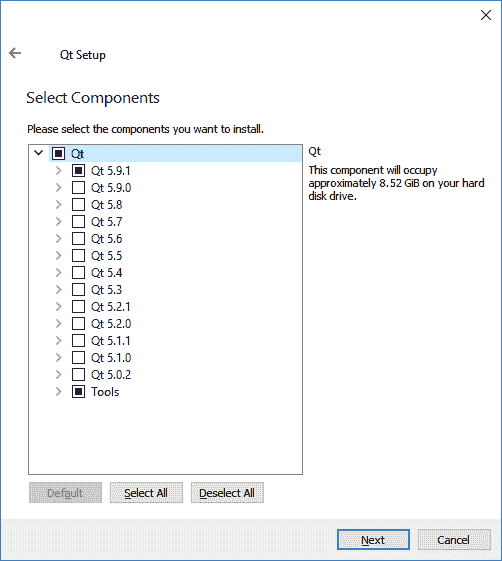 Qt Setup
Select Components
Please select the components you want to install.
Qt
Qt 5.9.1
Qt 5.9.0
Qt 5.8
Qt 5.7
Qt 5.6
Qt 5.5
Qt 5.4
Qt 5.3
Qt 5.2.1
Qt 5.2.0
Qt 5.1.1
Qt 5.1.0
Qt 5.0.2
Tools
Qt
This component will occupy
approximately 8.52 GiB on your hard
disk drive.
Default
Select All
Deselect All
Next
Cancel